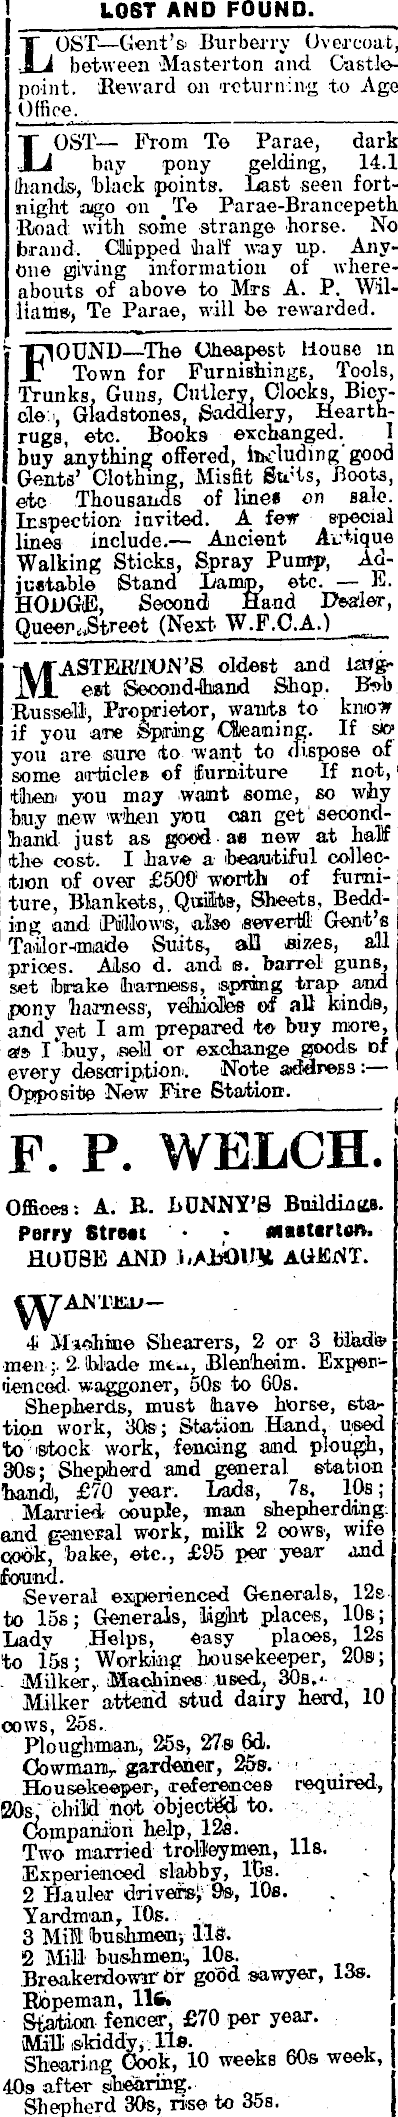 LOST AND FOUND.
LOST—Gent's Burberry Overcoat,
between Masterton and Castle-
point. Reward on returning to Age
Office.
LOST— From Te Parae, dark
bay pony gelding, 14.1
hands, black points. Last seen fort-
night ago on Te Parae-Brancepeth
Road with some strange horse. No
brand. Clipped half way up. Any-
one giving information of where-
abouts of above to Mrs A. P. Wil-
liams, Te Parae, will be rewarded.
FOUND—The Cheapest House in
Town for Furnishings, Tools,
Trunks, Guns, Cutlery, Clocks, Bicy-
cles, Gladstones, Saddlery, Hearth-
rugs, etc. Books exchanged. I
buy anything offered, including good
Gents' Clothing, Misfit Suits, Boots,
etc Thousands of lines on sale.
Inspection invited. A few special
lines include.— Ancient Antique
Walking Sticks, Spray Pump, Ad-
justable Stand Lamp, etc. — E.
HODGE, Second Hand Dealer,
Queen Street (Next W.F.C.A.)
MASTERTON'S oldest and larg-
est Second-hand Shop. Bob
Russell, Proprietor, wants to know
if you are Spring Cleaning. If so
you are sure to want to dispose of
some articles of furniture If not,
then you may want some, so why
buy new when you can get second-
hand just as good as new at half
the cost. I have a beautiful collec-
tion of over £500 worth of furni-
ture, Blankets, Quilts, Sheets, Bedd-
ing and Pillows, also several Gent's
Tailor-made Suits, all sizes, all
prices. Also d. and s. barrel guns,
set brake harness, spring trap and
pony harness, vehicles of all kinds,
and yet I am prepared to buy more,
as I buy, sell or exchange goods of
every description. Note address:—
Opposite New Fire Station.
F. P. WELCH.
Offices: A. R. BUNNY'S Buildings.
Perry Street · · Masterton.
HOUSE AND LABOUR AGENT.
WANTED—
4 Machine Shearers, 2 or 3 blade
men; 2 blade men, Blenheim. Exper-
ienced waggoner, 50s to 60s.
Shepherds, must have horse, sta-
tion work, 30s; Station Hand, used
to stock work, fencing and plough,
30s; Shepherd and general station
hand, £70 year. Lads, 7s, 10s;
Married couple, man shepherding
and general work, milk 2 cows, wife
cook, bake, etc., £95 per year and
found.
Several experienced Generals, 12s
to 15s; Generals, light places, 10s;
Lady Helps, easy places, 12s
to 15s; Working housekeeper, 20s;
Milker, Machines used, 30s.
Milker attend stud dairy herd, 10
cows, 25s.
Ploughman, 25s, 27s 6d.
Cowman, gardener, 25s.
Housekeeper, references required,
20s, child not objected to.
Companion help, 12s.
Two married trolleymen, 11s.
Experienced slabby, 10s.
2 Hauler drivers, 9s, 10s.
Yardman, 10s.
3 Mill bushmen, 11s.
2 Mill bushmen, 10s.
Breakerdown or good sawyer, 13s.
Ropeman, 11s.
Station fencer, £70 per year.
Mill skiddy, 11s.
Shearing Cook, 10 weeks 60s week,
40s after shearing.
Shepherd 30s, rise to 35s.